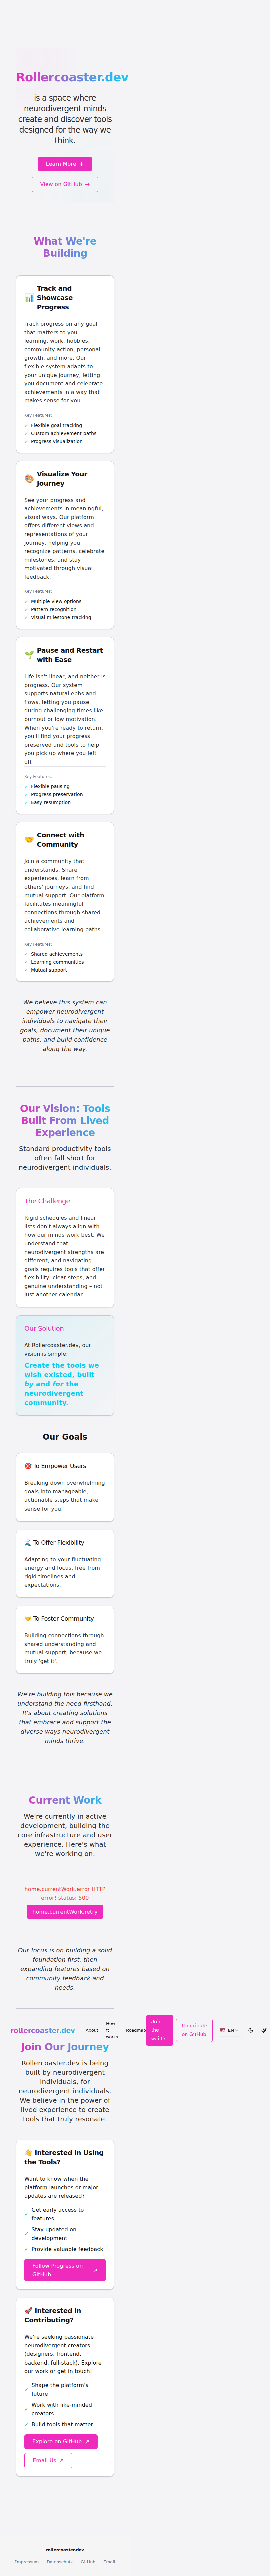 Rollercoaster.dev
is a space where
neurodivergent minds
create and discover tools
designed for the way we
think.
Learn More ↓
View on GitHub →
What We're
Building
📊 Track and
Showcase
Progress
Track progress on any goal
that matters to you –
learning, work, hobbies,
community action, personal
growth, and more. Our
flexible system adapts to
your unique journey, letting
you document and celebrate
achievements in a way that
makes sense for you.
Key Features:
✓ Flexible goal tracking
✓ Custom achievement paths
✓ Progress visualization
🎨 Visualize Your
Journey
See your progress and
achievements in meaningful,
visual ways. Our platform
offers different views and
representations of your
journey, helping you
recognize patterns, celebrate
milestones, and stay
motivated through visual
feedback.
Key Features:
✓ Multiple view options
✓ Pattern recognition
✓ Visual milestone tracking
🌱 Pause and Restart
with Ease
Life isn't linear, and neither is
progress. Our system
supports natural ebbs and
flows, letting you pause
during challenging times like
burnout or low motivation.
When you're ready to return,
you'll find your progress
preserved and tools to help
you pick up where you left
off.
Key Features:
✓ Flexible pausing
✓ Progress preservation
✓ Easy resumption
🤝 Connect with
Community
Join a community that
understands. Share
experiences, learn from
others' journeys, and find
mutual support. Our platform
facilitates meaningful
connections through shared
achievements and
collaborative learning paths.
Key Features:
✓ Shared achievements
✓ Learning communities
✓ Mutual support
We believe this system can
empower neurodivergent
individuals to navigate their
goals, document their unique
paths, and build confidence
along the way.
Our Vision: Tools
Built From Lived
Experience
Standard productivity tools
often fall short for
neurodivergent individuals.
The Challenge
Rigid schedules and linear
lists don't always align with
how our minds work best. We
understand that
neurodivergent strengths are
different, and navigating
goals requires tools that offer
flexibility, clear steps, and
genuine understanding – not
just another calendar.
Our Solution
At Rollercoaster.dev, our
vision is simple:
Create the tools we
wish existed, built
by and for the
neurodivergent
community.
Our Goals
🎯 To Empower Users
Breaking down overwhelming
goals into manageable,
actionable steps that make
sense for you.
🌊 To Offer Flexibility
Adapting to your fluctuating
energy and focus, free from
rigid timelines and
expectations.
🤝 To Foster Community
Building connections through
shared understanding and
mutual support, because we
truly 'get it'.
We're building this because we
understand the need firsthand.
It's about creating solutions
that embrace and support the
diverse ways neurodivergent
minds thrive.
Current Work
We're currently in active
development, building the
core infrastructure and user
experience. Here's what
we're working on:
home.currentWork.error HTTP
error! status: 500
home.currentWork.retry
Our focus is on building a solid
foundation first, then
expanding features based on
community feedback and
needs.
rollercoaster.dev
About
How
it
works
Roadmap
Join
the
waitlist
Contribute
on GitHub
🇺🇸 EN
Join Our Journey
Rollercoaster.dev is being
built by neurodivergent
individuals, for
neurodivergent individuals.
We believe in the power of
lived experience to create
tools that truly resonate.
👋 Interested in Using
the Tools?
Want to know when the
platform launches or major
updates are released?
✓ Get early access to
features
✓ Stay updated on
development
✓ Provide valuable feedback
Follow Progress on
GitHub ↗
🚀 Interested in
Contributing?
We're seeking passionate
neurodivergent creators
(designers, frontend,
backend, full-stack). Explore
our work or get in touch!
✓ Shape the platform's
future
✓ Work with like-minded
creators
✓ Build tools that matter
Explore on GitHub ↗
Email Us ↗
rollercoaster.dev
Impressum Datenschutz GitHub Email